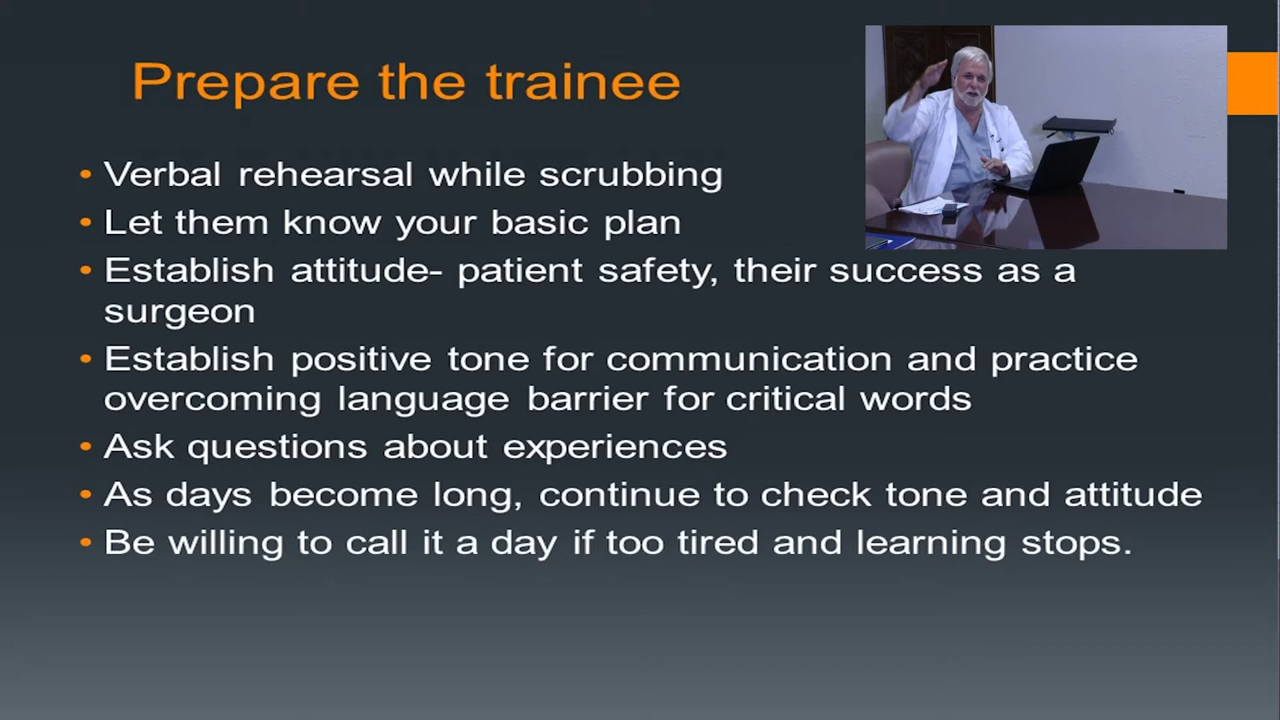 Prepare the trainee
• Verbal rehearsal while scrubbing
• Let them know your basic plan
• Establish attitude- patient safety, their success as a
surgeon
• Establish positive tone for communication and practice
overcoming language barrier for critical words
• Ask questions about experiences
• As days become long, continue to check tone and attitude
• Be willing to call it a day if too tired and learning stops.